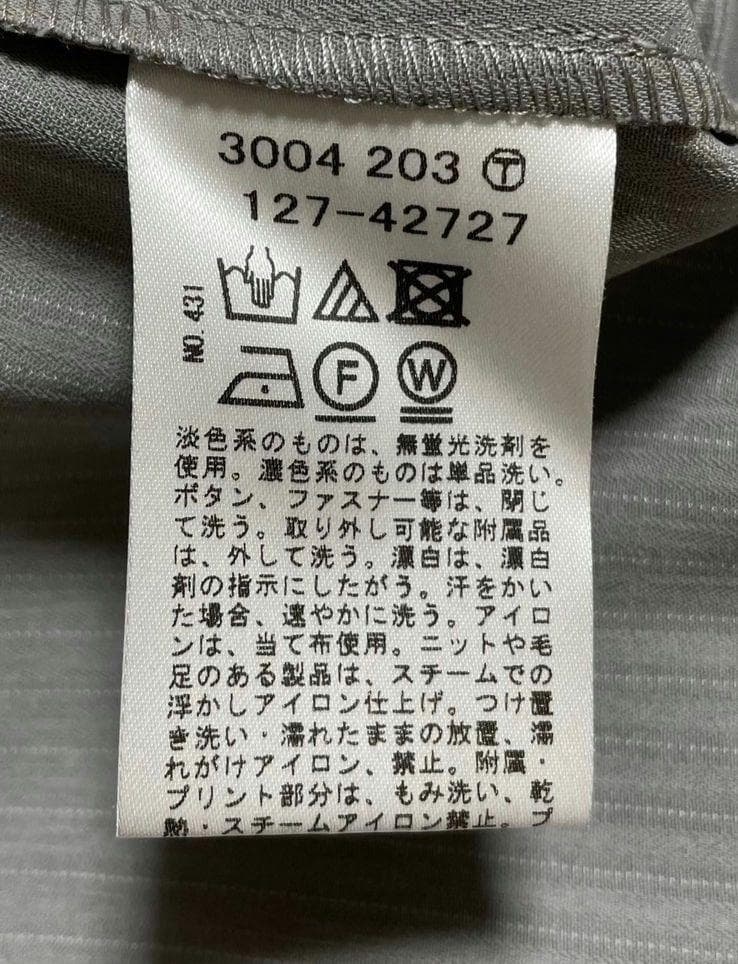 3004 203 Ⓣ
127-42727
NO. 431
F W
淡色系のものは、無蛍光洗剤を
使用。濃色系のものは単品洗い。
ボタン、ファスナー等は、閉じ
て洗う。取り外し可能な附属品
は、外して洗う。漂白は、漂白
剤の指示にしたがう。汗をかい
た場合、速やかに洗う。アイロ
ンは、当て布使用。ニットや毛
足のある製品は、スチームでの
浮かしアイロン仕上げ。つけ置
き洗い・濡れたままの放置、濡
れがけアイロン、禁止。附属・
プリント部分は、もみ洗い、乾
熱・スチームアイロン禁止。プ